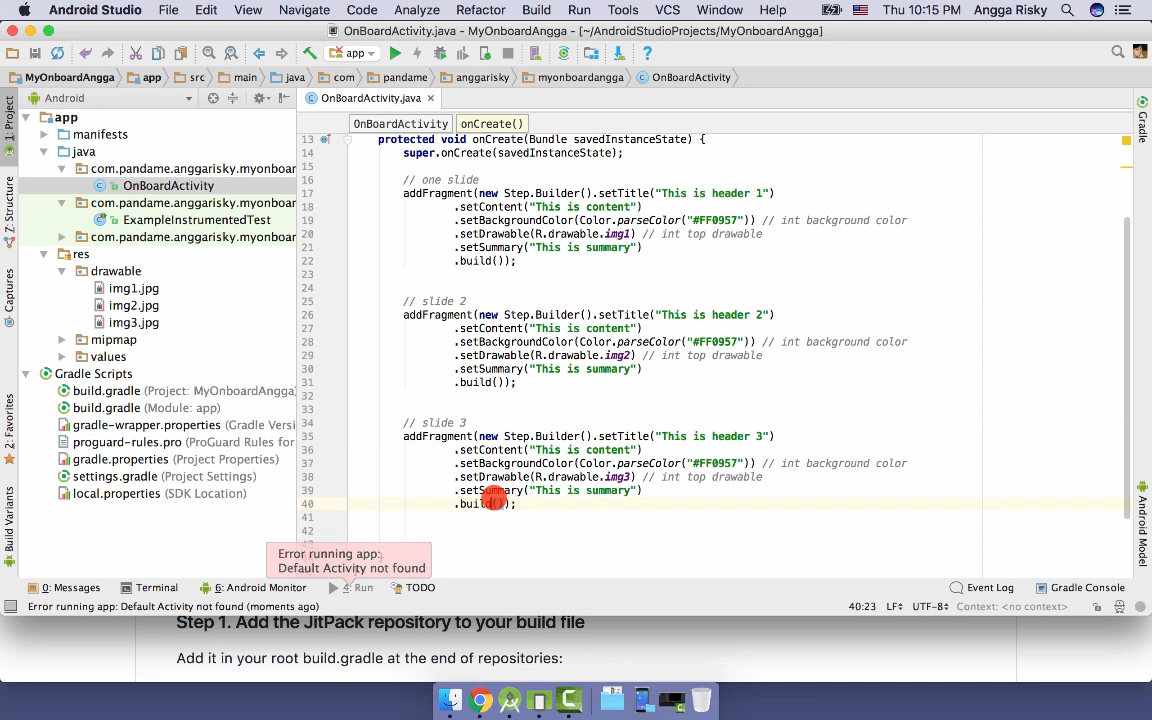 Android Studio File Edit View Navigate Code Analyze Refactor Build Run Tools VCS Window Help Thu 10:15 PM Angga Risky
OnBoardActivity.java - MyOnboardAngga - [~/AndroidStudioProjects/MyOnboardAngga]
app
MyOnboardAngga app src main java com pandame anggarisky myonboardangga OnBoardActivity
Android
OnBoardActivity.java
1: Project
Z: Structure
Captures
2: Favorites
Build Variants
app
manifests
java
com.pandame.anggarisky.myonboar
OnBoardActivity
com.pandame.anggarisky.myonboar
ExampleInstrumentedTest
com.pandame.anggarisky.myonboar
res
drawable
img1.jpg
img2.jpg
img3.jpg
mipmap
values
Gradle Scripts
build.gradle (Project: MyOnboardAngga
build.gradle (Module: app)
gradle-wrapper.properties (Gradle Versi
proguard-rules.pro (ProGuard Rules for
gradle.properties (Project Properties)
settings.gradle (Project Settings)
local.properties (SDK Location)
OnBoardActivity onCreate()
13 protected void onCreate(Bundle savedInstanceState) {
14 super.onCreate(savedInstanceState);
15
16 // one slide
17 addFragment(new Step.Builder().setTitle("This is header 1")
18 .setContent("This is content")
19 .setBackgroundColor(Color.parseColor("#FF0957")) // int background color
20 .setDrawable(R.drawable.img1) // int top drawable
21 .setSummary("This is summary")
22 .build());
23
24
25 // slide 2
26 addFragment(new Step.Builder().setTitle("This is header 2")
27 .setContent("This is content")
28 .setBackgroundColor(Color.parseColor("#FF0957")) // int background color
29 .setDrawable(R.drawable.img2) // int top drawable
30 .setSummary("This is summary")
31 .build());
32
33
34 // slide 3
35 addFragment(new Step.Builder().setTitle("This is header 3")
36 .setContent("This is content")
37 .setBackgroundColor(Color.parseColor("#FF0957")) // int background color
38 .setDrawable(R.drawable.img3) // int top drawable
39 .setSummary("This is summary")
40 .build());
41
42
Gradle
Android Model
Error running app:
Default Activity not found
0: Messages Terminal 6: Android Monitor 4: Run TODO Event Log Gradle Console
Error running app: Default Activity not found (moments ago) 40:23 LF UTF-8 Context: <no context>
Step 1. Add the JitPack repository to your build file
Add it in your root build.gradle at the end of repositories: